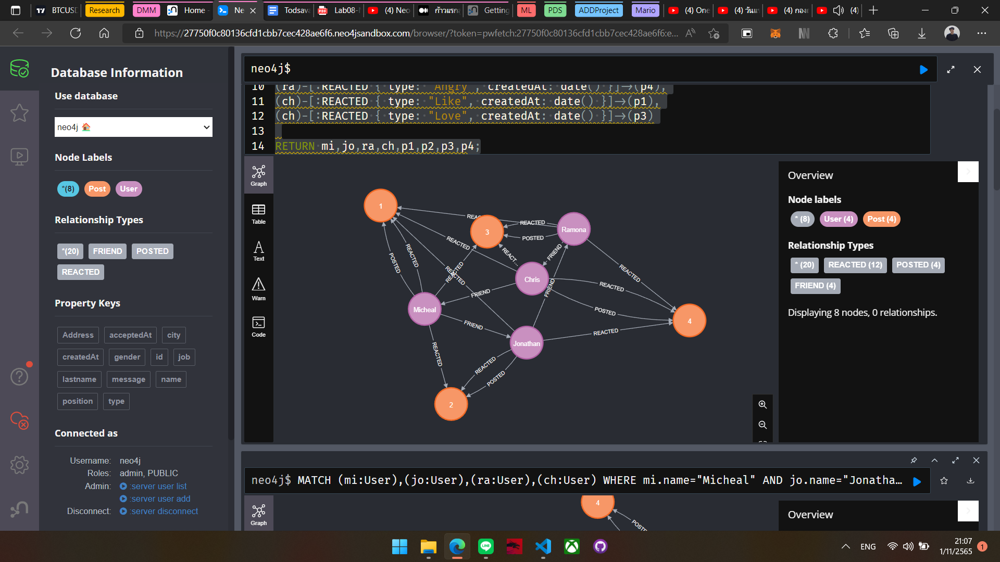 BTCUSD
Research
DMM
Home -
Ne
Todsava
Lab08-N
(4) Neo
ก้าวแรกเ
Getting
ML
PDS
ADDProject
Mario
(4) One
(4) วันแ
(4) กองเ
(4)
https://27750f0c80136cfd1cbb7cec428ae6f6.neo4jsandbox.com/browser/?token=pwfetch:27750f0c80136cfd1cbb7cec428ae6f6:e...
Database Information
Use database
neo4j
Node Labels
*(8)
Post
User
Relationship Types
*(20)
FRIEND
POSTED
REACTED
Property Keys
Address
acceptedAt
city
createdAt
gender
id
job
lastname
message
name
position
type
Connected as
Username: neo4j
Roles: admin, PUBLIC
Admin: :server user list
:server user add
Disconnect: :server disconnect
neo4j$
10 (ra)-[:REACTED { type: "Angry", createdAt: date() }]->(p4),
11 (ch)-[:REACTED { type: "Like", createdAt: date() }]->(p1),
12 (ch)-[:REACTED { type: "Love", createdAt: date() }]->(p3)
13
14 RETURN mi,jo,ra,ch,p1,p2,p3,p4;
Graph
Table
Text
Warn
Code
1
REAC
3
REACTED
Ramona
POSTED
REACTED
REACTED
POSTED
REACT...
FRIEND
REACTED
REACTED
Chris
FRIEND
REACTED
REACTED
FRIEND
Micheal
POSTED
4
FRIEND
REACTED
Jonathan
REACTED
REACTED
POSTED
2
Overview
Node labels
* (8)
User (4)
Post (4)
Relationship Types
* (20)
REACTED (12)
POSTED (4)
FRIEND (4)
Displaying 8 nodes, 0 relationships.
neo4j$ MATCH (mi:User),(jo:User),(ra:User),(ch:User) WHERE mi.name="Micheal" AND jo.name="Jonatha…
Graph
4
POSTE
Overview
LINE
ENG
21:07
1/11/2565
1